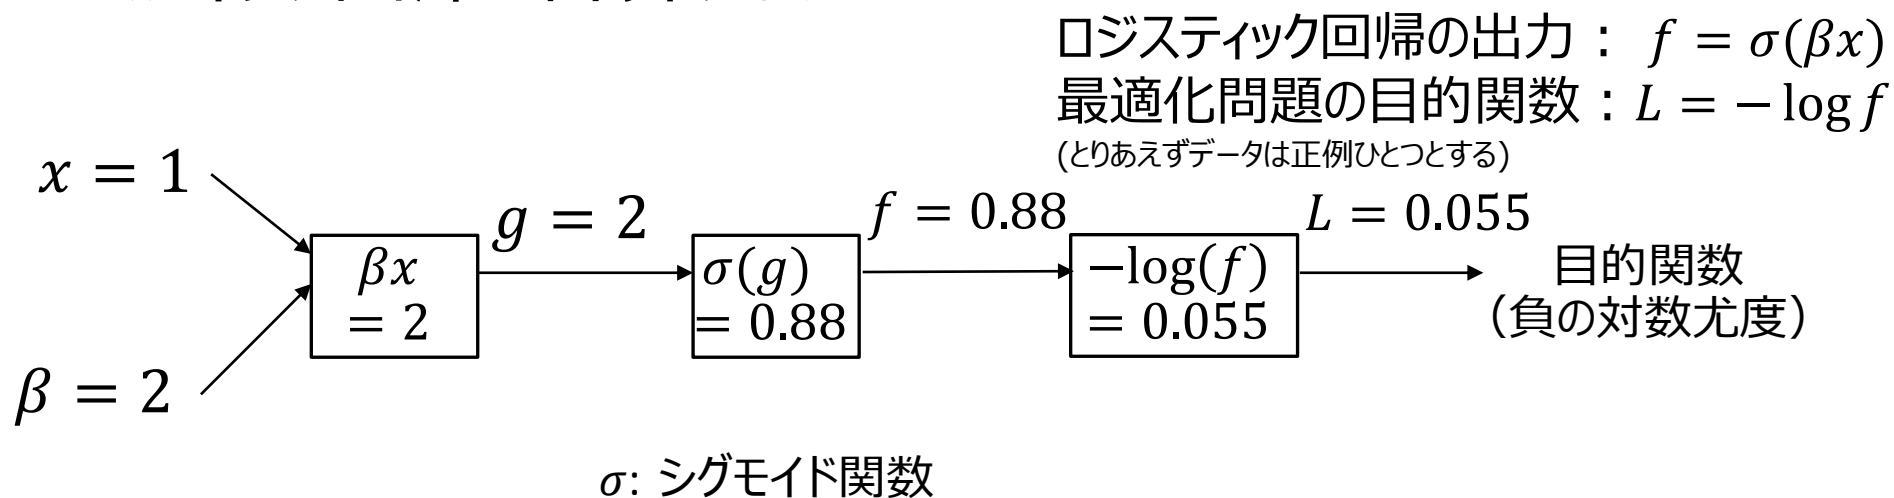 ロジスティック回帰の出力： f = σ(βx)
最適化問題の目的関数：L = − log f
(とりあえずデータは正例ひとつとする)
x = 1
β = 2
βx
= 2
g = 2
σ(g)
= 0.88
f = 0.88
−log(f)
= 0.055
L = 0.055
目的関数
（負の対数尤度）
σ: シグモイド関数